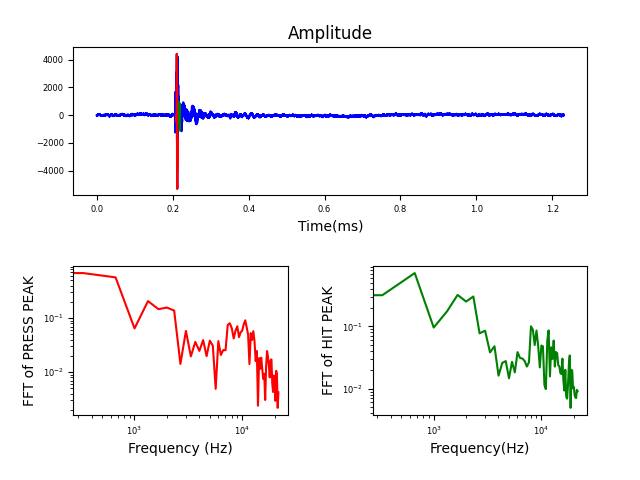 Amplitude
4000
2000
0
−2000
−4000
0.0 0.2 0.4 0.6 0.8 1.0 1.2
Time(ms)
FFT of PRESS PEAK
10⁻¹
10⁻²
10³ 10⁴
Frequency (Hz)
FFT of HIT PEAK
10⁻¹
10⁻²
10³ 10⁴
Frequency(Hz)